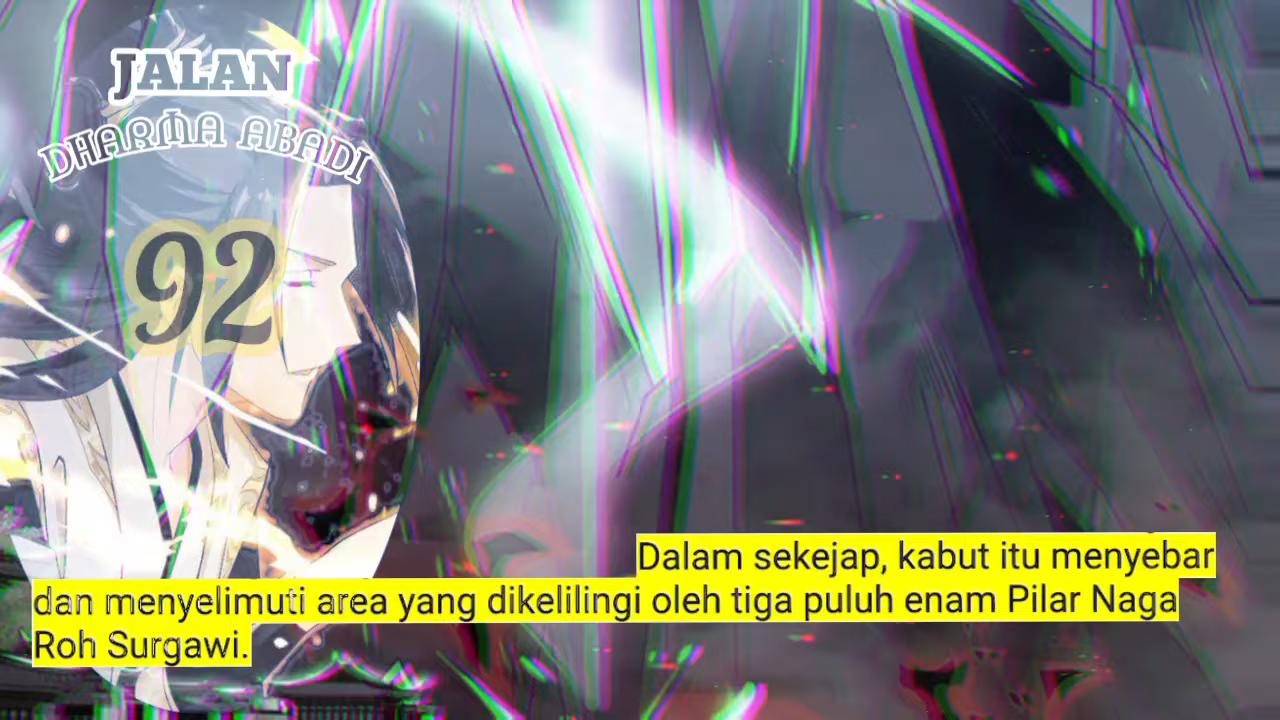 JALAN
DHARMA ABADI
92
Dalam sekejap, kabut itu menyebar
dan menyelimuti area yang dikelilingi oleh tiga puluh enam Pilar Naga
Roh Surgawi.